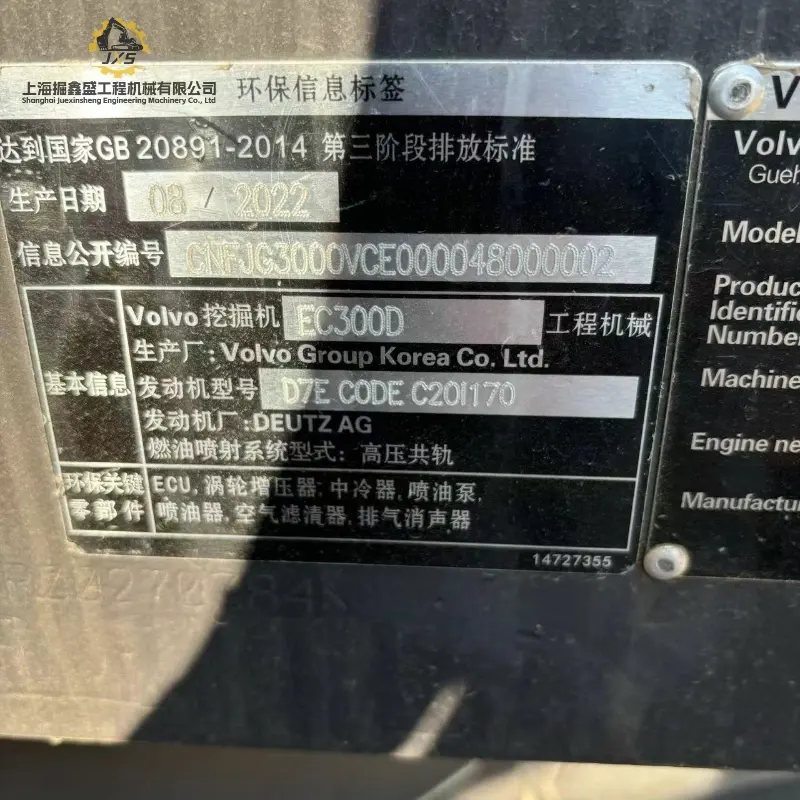 JXS
上海掘鑫盛工程机械有限公司
Shanghai Juexinsheng Engineering Machinery Co., Ltd
环保信息标签
达到国家GB 20891-2014 第三阶段排放标准
生产日期 08 / 2022
信息公开编号 CNFJG3000VCE000048000002
基本信息
Volvo 挖掘机 EC300D 工程机械
生产厂：Volvo Group Korea Co. Ltd.
发动机型号 D7E CODE C201170
发动机厂：DEUTZ AG
燃油喷射系统型式：高压共轨
环保关键零部件
ECU, 涡轮增压器, 中冷器, 喷油泵,
喷油器, 空气滤清器, 排气消声器
14727355
V
Volv
Gueh
Model
Produc
Identific
Number
Machine
Engine ne
Manufactu